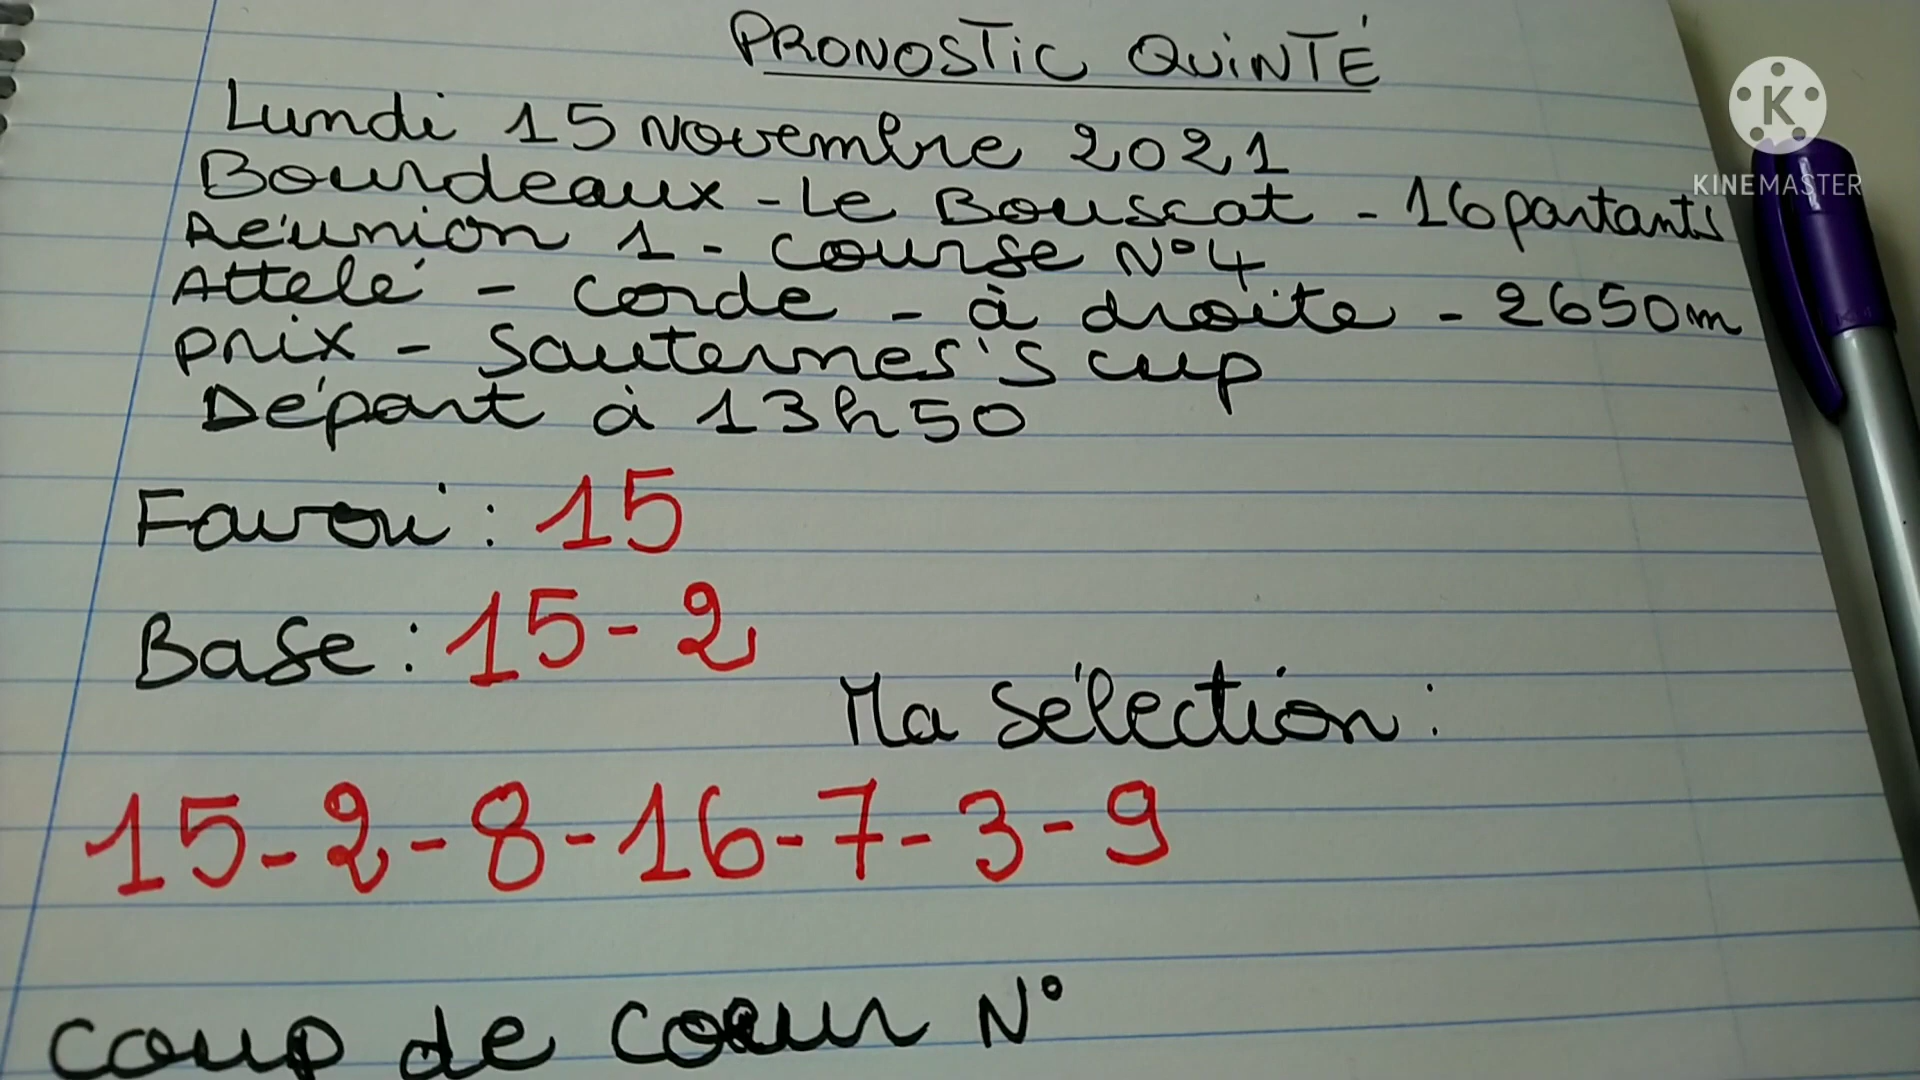 PRONOSTIC QUINTÉ
Lundi 15 novembre 2021
Bourdeaux - Le Bouscat - 16 partants
Réunion 1 - course N°4
Attelé - corde - à droite - 2650m
prix - Sauternes's cup
Départ à 13h50
Favori : 15
Base : 15 - 2
Ma sélection :
15 - 2 - 8 - 16 - 7 - 3 - 9
coup de coeur N°
K
KINEMASTER